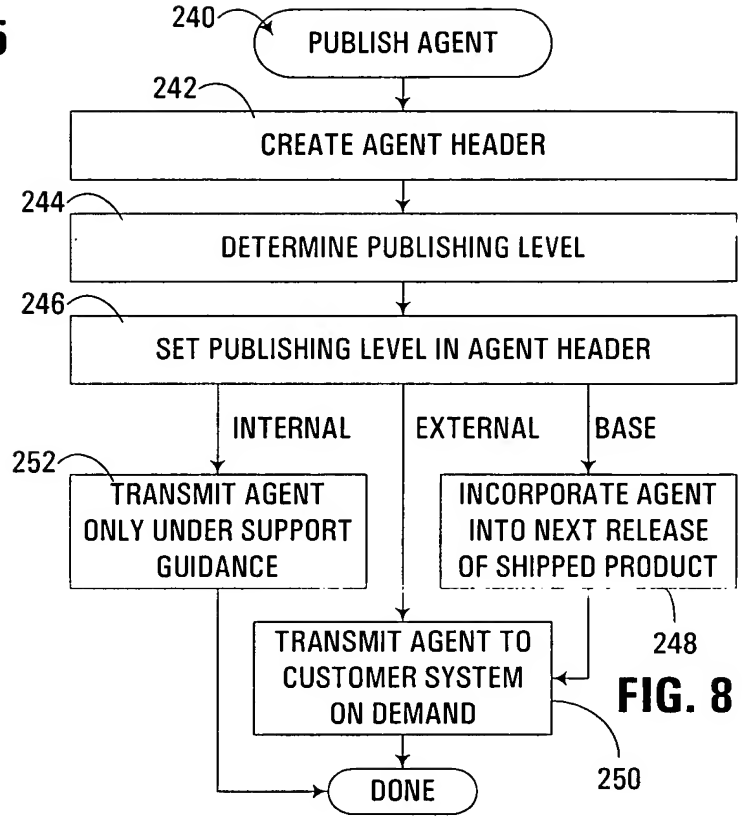 240
PUBLISH AGENT
242
CREATE AGENT HEADER
244
DETERMINE PUBLISHING LEVEL
246
SET PUBLISHING LEVEL IN AGENT HEADER
INTERNAL
EXTERNAL
BASE
252
TRANSMIT AGENT
ONLY UNDER SUPPORT
GUIDANCE
INCORPORATE AGENT
INTO NEXT RELEASE
OF SHIPPED PRODUCT
248
TRANSMIT AGENT TO
CUSTOMER SYSTEM
ON DEMAND
250
FIG. 8
DONE